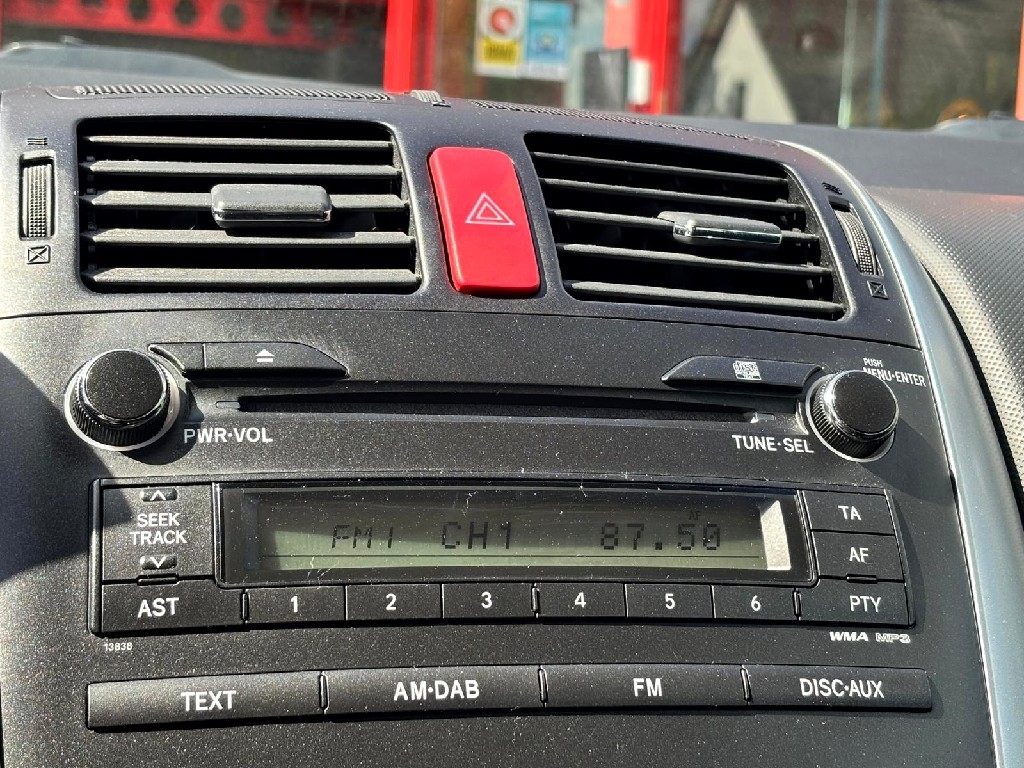 PUSH
MENU·ENTER
PWR·VOL
TUNE·SEL
SEEK
TRACK
FM1 CH1 87.50
AF
TA
AF
AST
1 2 3 4 5 6
PTY
13838
WMA MP3
TEXT
AM·DAB
FM
DISC·AUX